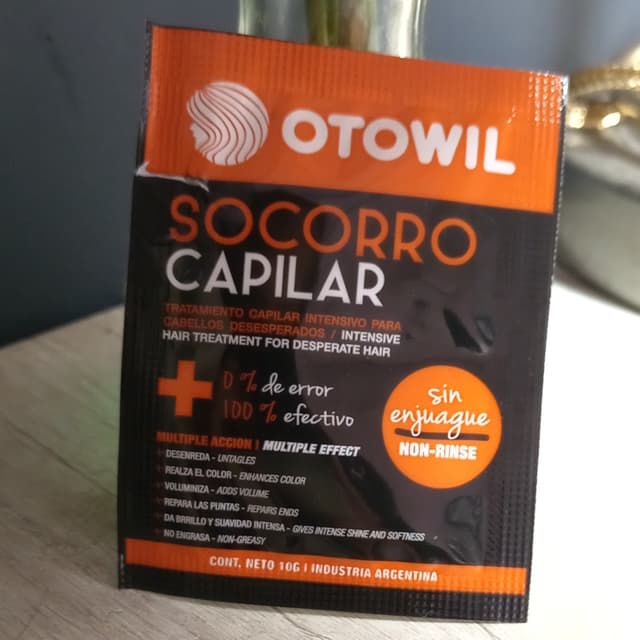 OTOWIL
SOCORRO
CAPILAR
TRATAMIENTO CAPILAR INTENSIVO PARA
CABELLOS DESESPERADOS / INTENSIVE
HAIR TREATMENT FOR DESPERATE HAIR
0 % de error
100 % efectivo
sin
enjuague
NON-RINSE
MULTIPLE ACCION | MULTIPLE EFFECT
+ DESENREDA - UNTAGLES
+ REALZA EL COLOR - ENHANCES COLOR
+ VOLUMINIZA - ADDS VOLUME
+ REPARA LAS PUNTAS - REPAIRS ENDS
+ DA BRRILLO Y SUAVIDAD INTENSA - GIVES INTENSE SHINE AND SOFTNESS
+ NO ENGRASA - NON-GREASY
CONT. NETO 10G | INDUSTRIA ARGENTINA